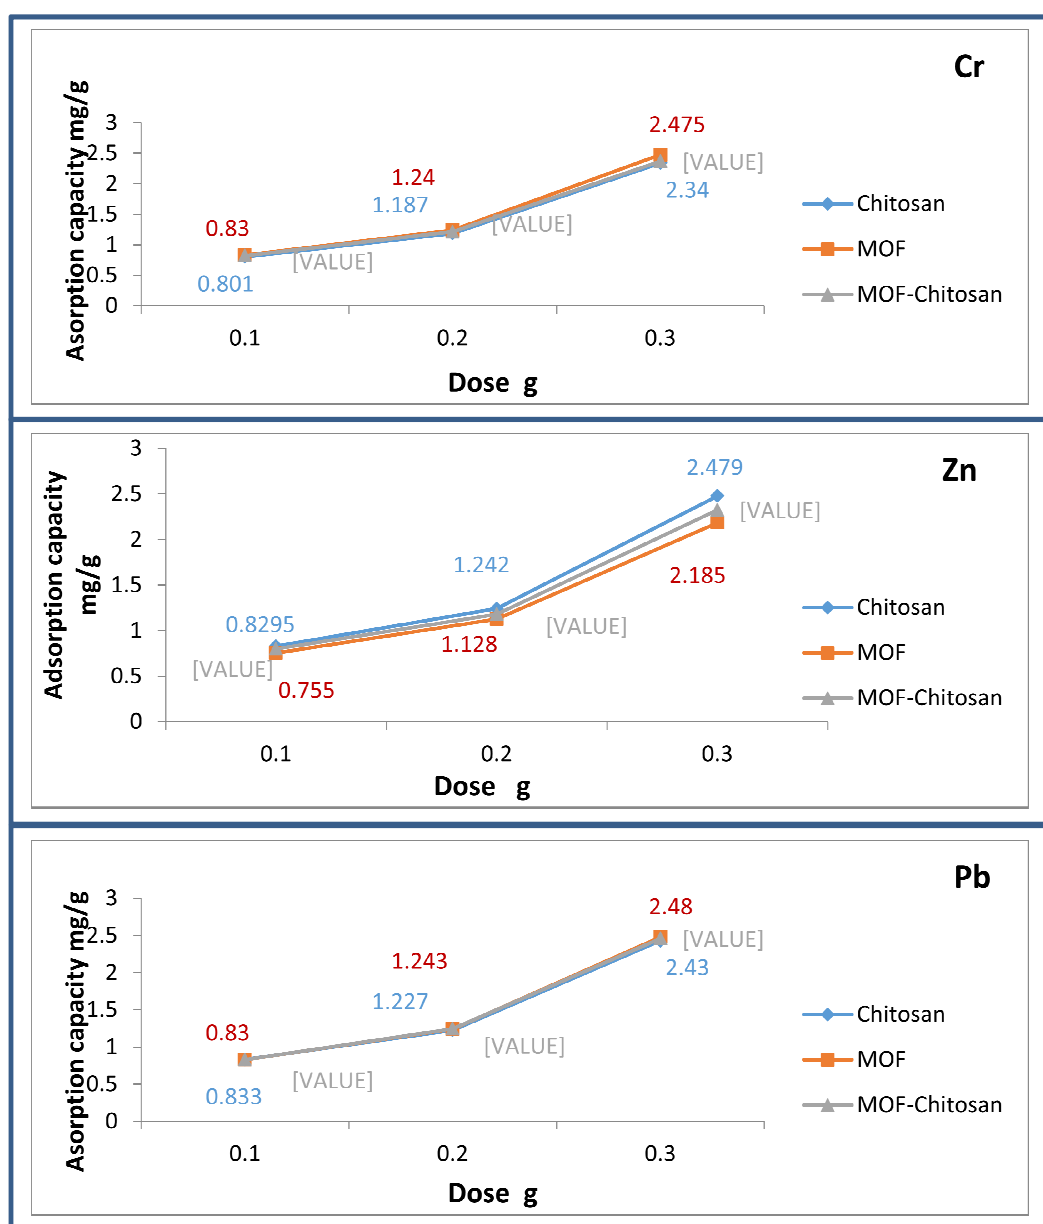 Cr
Asorption capacity mg/g
3
2.5
2
1.5
1
0.5
0
2.475
[VALUE]
2.34
1.24
1.187
[VALUE]
0.83
[VALUE]
0.801
Chitosan
MOF
MOF-Chitosan
0.1
0.2
0.3
Dose g
Zn
Adsorption capacity
mg/g
3
2.5
2
1.5
1
0.5
0
2.479
[VALUE]
2.185
1.242
[VALUE]
1.128
0.8295
[VALUE]
0.755
Chitosan
MOF
MOF-Chitosan
0.1
0.2
0.3
Dose g
Pb
Asorption capacity mg/g
3
2.5
2
1.5
1
0.5
0
2.48
[VALUE]
2.43
1.243
1.227
[VALUE]
0.83
[VALUE]
0.833
Chitosan
MOF
MOF-Chitosan
0.1
0.2
0.3
Dose g